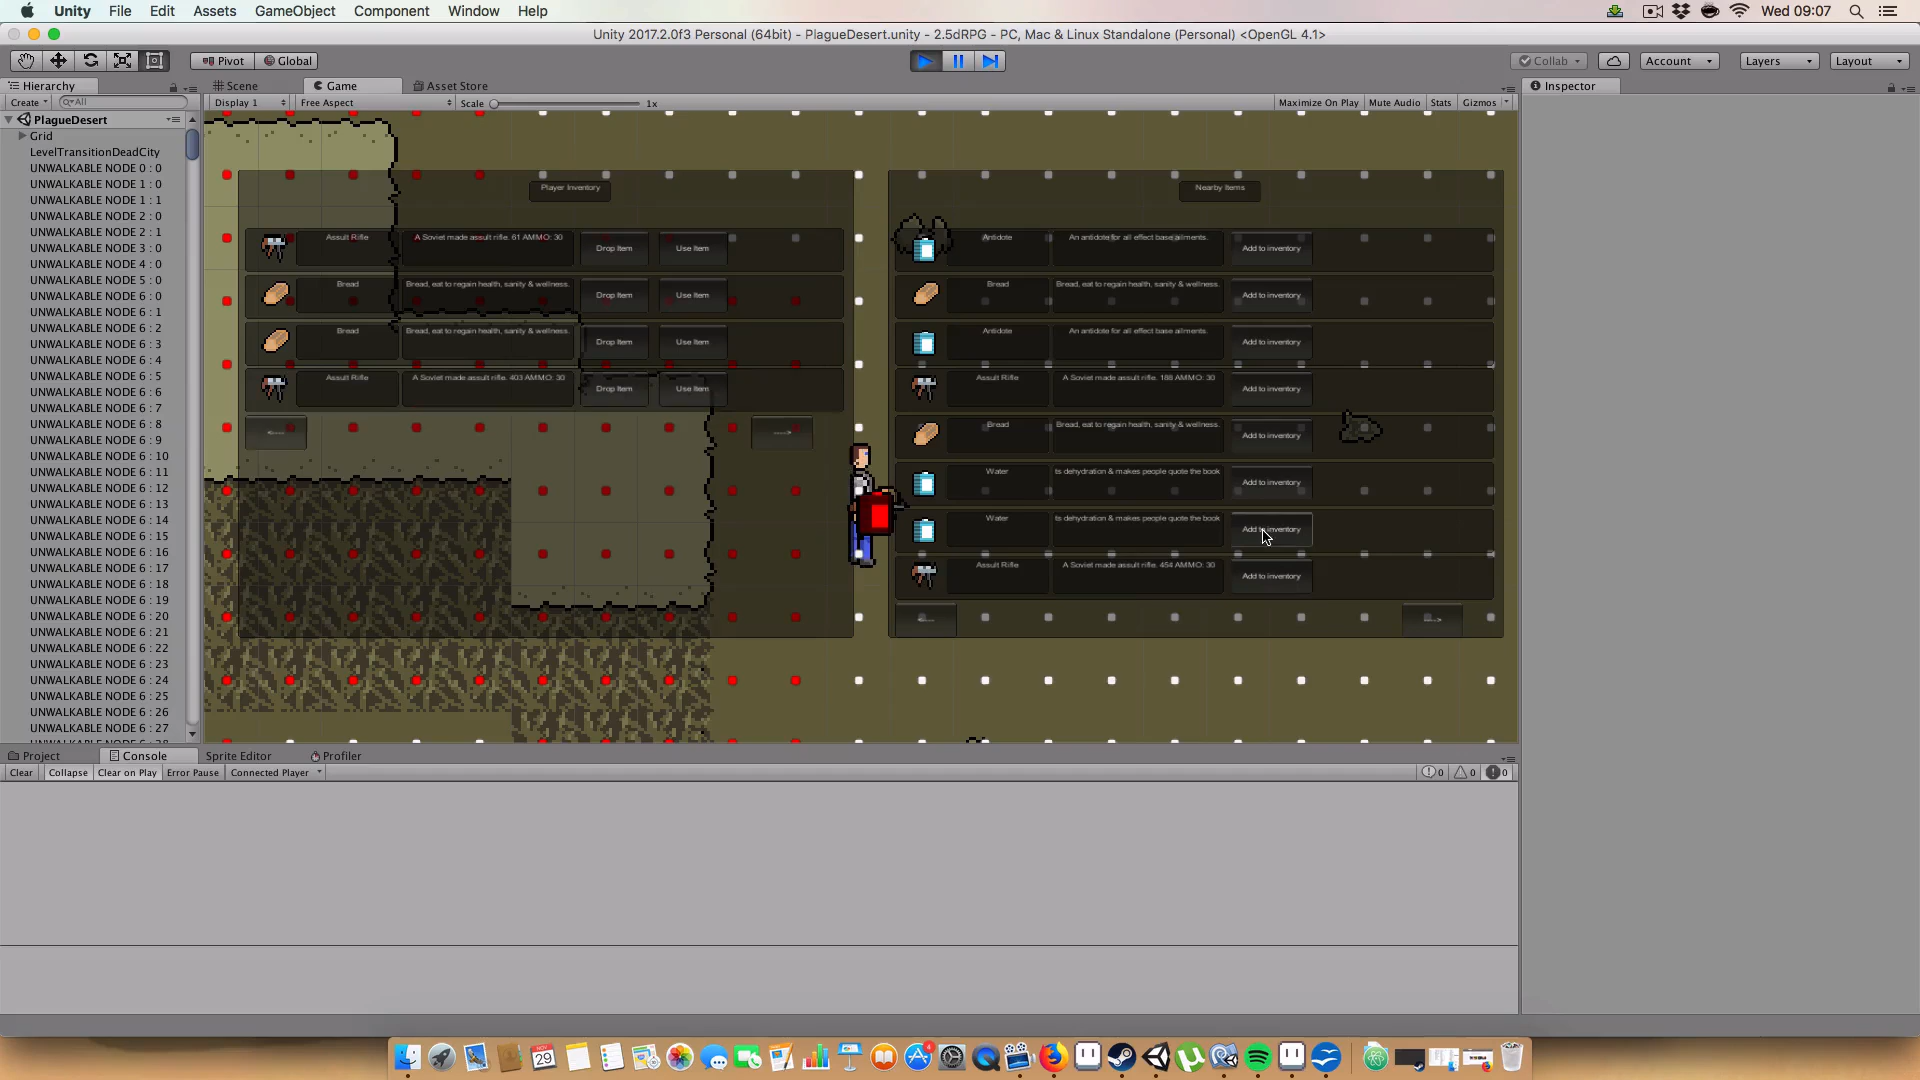 Unity File Edit Assets GameObject Component Window Help Wed 09:07
Unity 2017.2.0f3 Personal (64bit) - PlagueDesert.unity - 2.5dRPG - PC, Mac & Linux Standalone (Personal) <OpenGL 4.1>
Pivot Global Collab Account Layers Layout
Hierarchy Scene Game Asset Store Inspector
Create All Display 1 Free Aspect Scale 1x Maximize On Play Mute Audio Stats Gizmos
PlagueDesert
Grid
LevelTransitionDeadCity
UNWALKABLE NODE 0 : 0
UNWALKABLE NODE 1 : 0
UNWALKABLE NODE 1 : 1
UNWALKABLE NODE 2 : 0
UNWALKABLE NODE 2 : 1
UNWALKABLE NODE 3 : 0
UNWALKABLE NODE 4 : 0
UNWALKABLE NODE 5 : 0
UNWALKABLE NODE 6 : 0
UNWALKABLE NODE 6 : 1
UNWALKABLE NODE 6 : 2
UNWALKABLE NODE 6 : 3
UNWALKABLE NODE 6 : 4
UNWALKABLE NODE 6 : 5
UNWALKABLE NODE 6 : 6
UNWALKABLE NODE 6 : 7
UNWALKABLE NODE 6 : 8
UNWALKABLE NODE 6 : 9
UNWALKABLE NODE 6 : 10
UNWALKABLE NODE 6 : 11
UNWALKABLE NODE 6 : 12
UNWALKABLE NODE 6 : 13
UNWALKABLE NODE 6 : 14
UNWALKABLE NODE 6 : 15
UNWALKABLE NODE 6 : 16
UNWALKABLE NODE 6 : 17
UNWALKABLE NODE 6 : 18
UNWALKABLE NODE 6 : 19
UNWALKABLE NODE 6 : 20
UNWALKABLE NODE 6 : 21
UNWALKABLE NODE 6 : 22
UNWALKABLE NODE 6 : 23
UNWALKABLE NODE 6 : 24
UNWALKABLE NODE 6 : 25
UNWALKABLE NODE 6 : 26
UNWALKABLE NODE 6 : 27
Player Inventory
Assult Rifle A Soviet made assult rifle. 61 AMMO: 30 Drop Item Use Item
Bread Bread, eat to regain health, sanity & wellness. Drop Item Use Item
Bread Bread, eat to regain health, sanity & wellness. Drop Item Use Item
Assult Rifle A Soviet made assult rifle. 403 AMMO: 30 Drop Item Use Item
<---- ---->
Nearby Items
Antidote An antidote for all effect base ailments. Add to inventory
Bread Bread, eat to regain health, sanity & wellness. Add to inventory
Antidote An antidote for all effect base ailments. Add to inventory
Assult Rifle A Soviet made assult rifle. 188 AMMO: 30 Add to inventory
Bread Bread, eat to regain health, sanity & wellness. Add to inventory
Water ts dehydration & makes people quote the book Add to inventory
Water ts dehydration & makes people quote the book Add to inventory
Assult Rifle A Soviet made assult rifle. 454 AMMO: 30 Add to inventory
<---- ---->
Project Console Sprite Editor Profiler
Clear Collapse Clear on Play Error Pause Connected Player 0 0 0
NOV 29 4